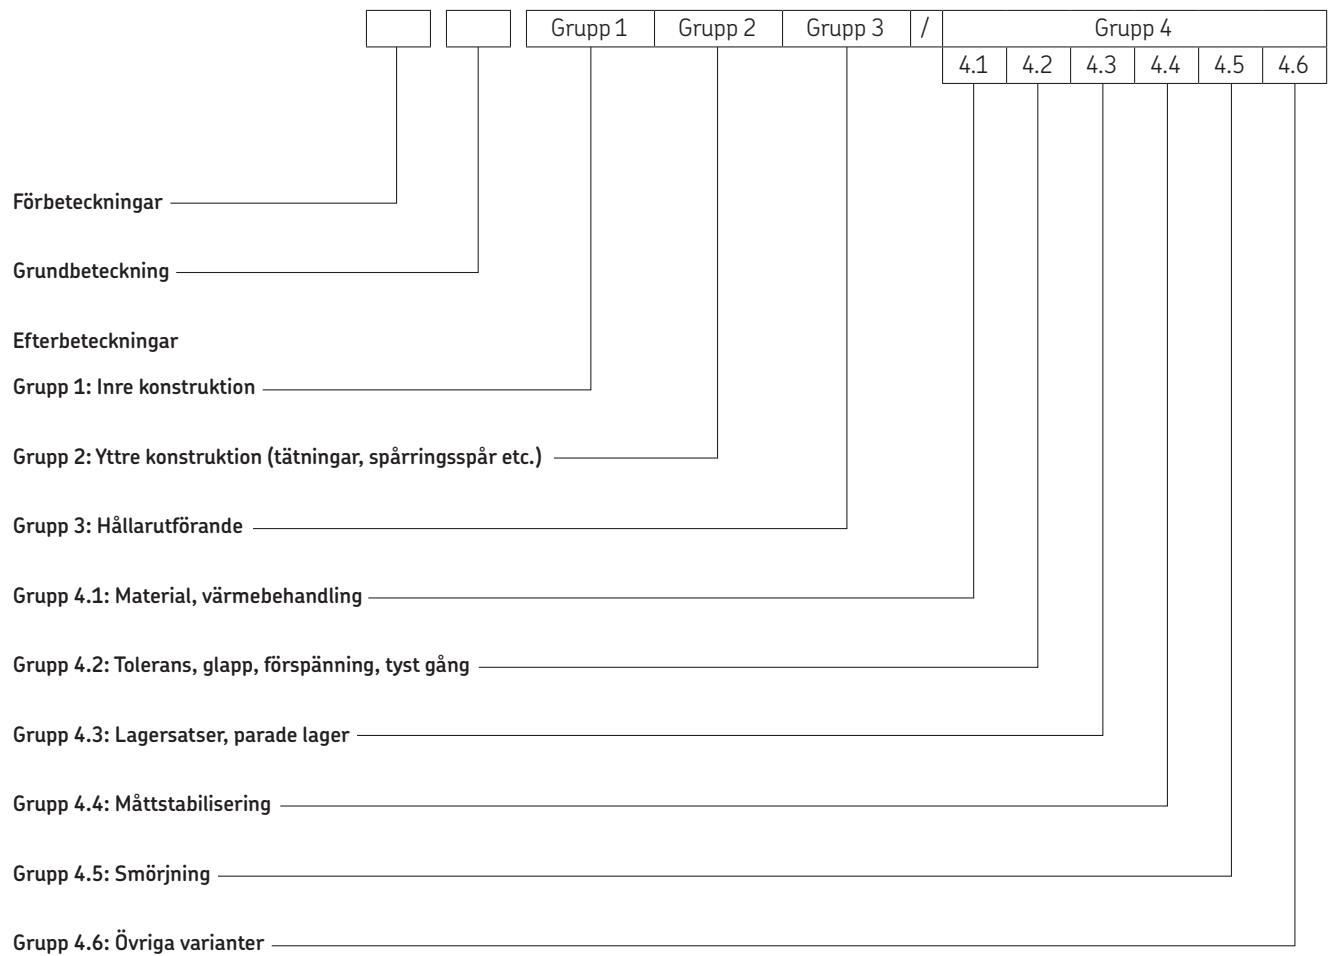 Grupp 1 Grupp 2 Grupp 3 / Grupp 4
4.1 4.2 4.3 4.4 4.5 4.6
Förbeteckningar
Grundbeteckning
Efterbeteckningar
Grupp 1: Inre konstruktion
Grupp 2: Yttre konstruktion (tätningar, spårringsspår etc.)
Grupp 3: Hållarutförande
Grupp 4.1: Material, värmebehandling
Grupp 4.2: Tolerans, glapp, förspänning, tyst gång
Grupp 4.3: Lagersatser, parade lager
Grupp 4.4: Måttstabilisering
Grupp 4.5: Smörjning
Grupp 4.6: Övriga varianter